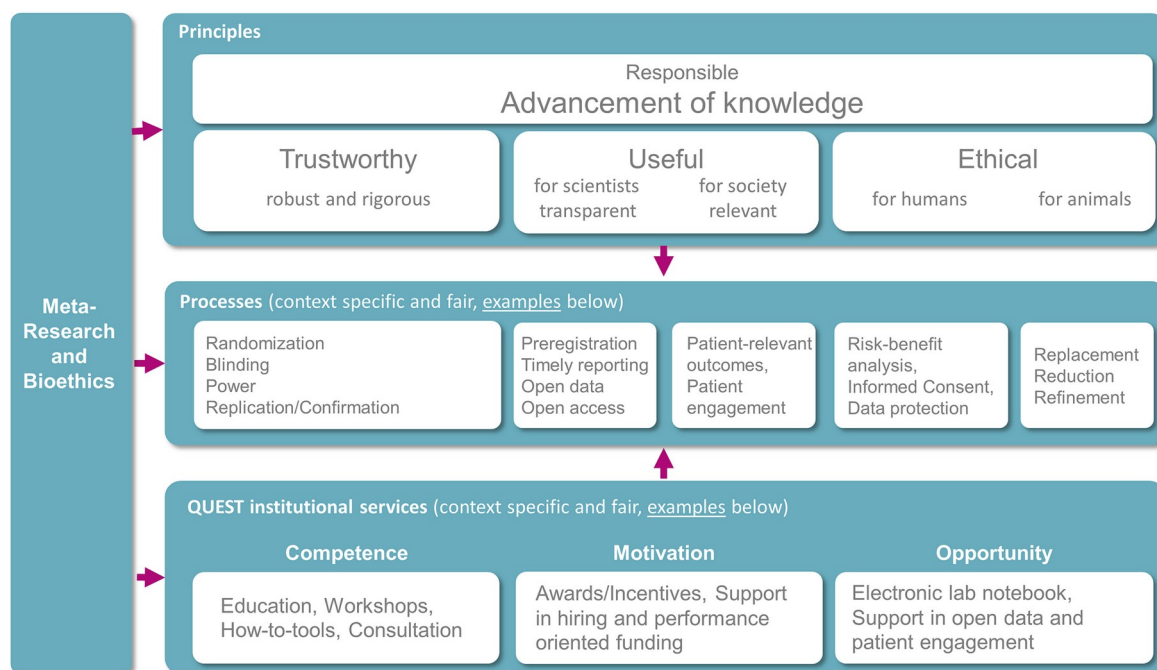 Meta-
Research
and
Bioethics
Principles
Responsible
Advancement of knowledge
Trustworthy
robust and rigorous
Useful
for scientists
transparent
for society
relevant
Ethical
for humans
for animals
Processes (context specific and fair, examples below)
Randomization
Blinding
Power
Replication/Confirmation
Preregistration
Timely reporting
Open data
Open access
Patient-relevant
outcomes,
Patient
engagement
Risk-benefit
analysis,
Informed Consent,
Data protection
Replacement
Reduction
Refinement
QUEST institutional services (context specific and fair, examples below)
Competence
Education, Workshops,
How-to-tools, Consultation
Motivation
Awards/Incentives, Support
in hiring and performance
oriented funding
Opportunity
Electronic lab notebook,
Support in open data and
patient engagement